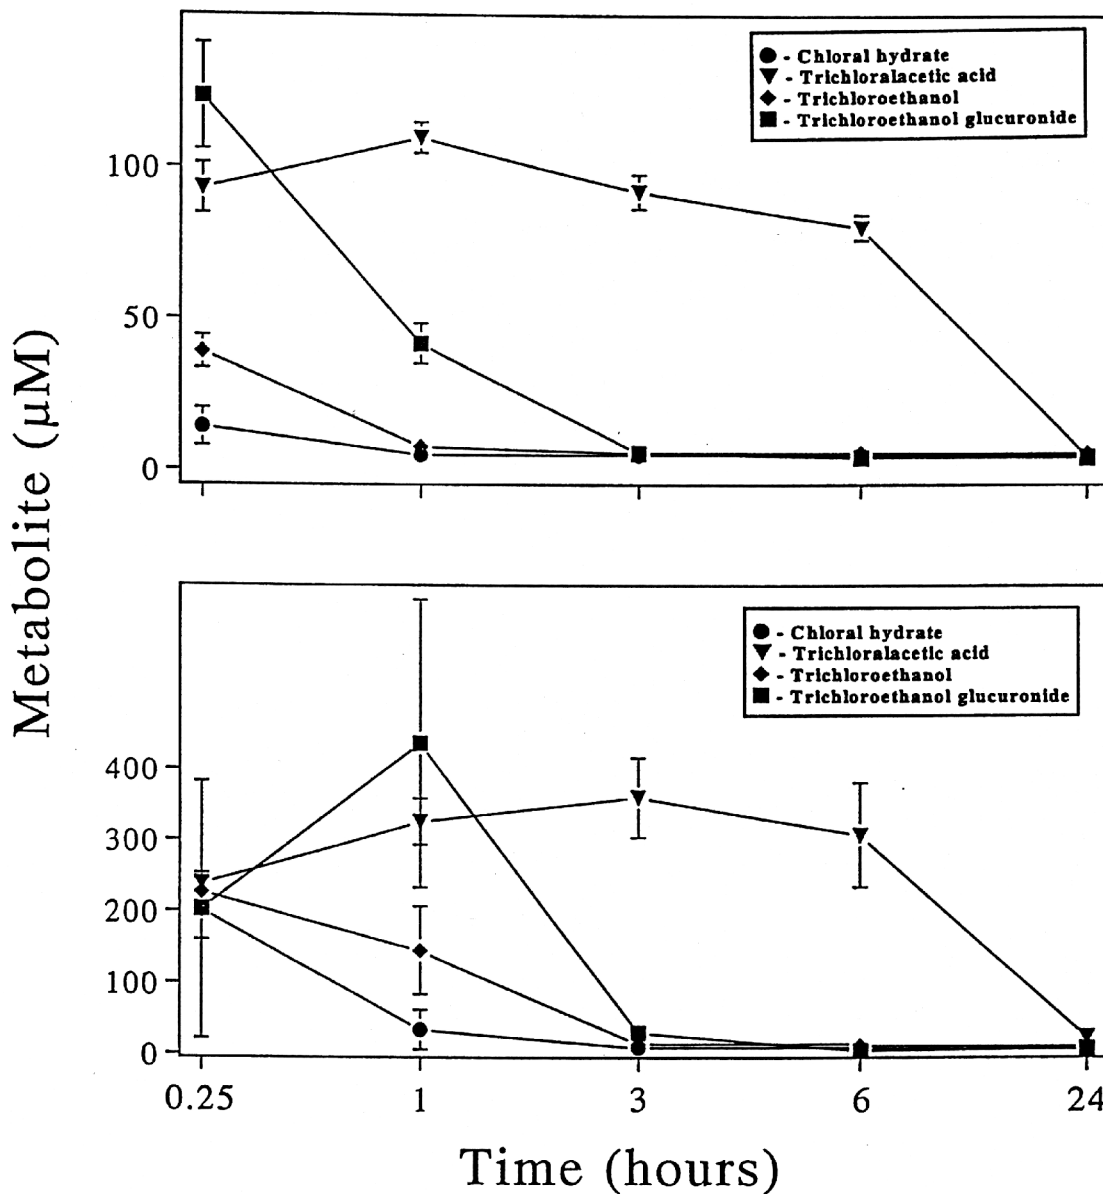 Metabolite (µM)
● - Chloral hydrate
▼ - Trichloralacetic acid
◆ - Trichloroethanol
■ - Trichloroethanol glucuronide
100
50
0
● - Chloral hydrate
▼ - Trichloralacetic acid
◆ - Trichloroethanol
■ - Trichloroethanol glucuronide
400
300
200
100
0
0.25 1 3 6 24
Time (hours)